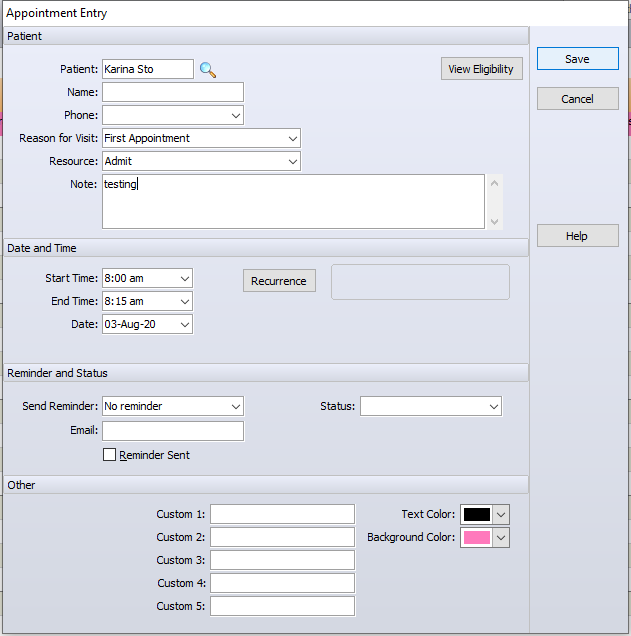 Appointment Entry
Patient
Patient: Karina Sto
View Eligibility
Name:
Phone:
Reason for Visit: First Appointment
Resource: Admit
Note: testing
Date and Time
Start Time: 8:00 am
Recurrence
End Time: 8:15 am
Date: 03-Aug-20
Reminder and Status
Send Reminder: No reminder
Status:
Email:
Reminder Sent
Other
Custom 1:
Text Color:
Custom 2:
Background Color:
Custom 3:
Custom 4:
Custom 5:
Save
Cancel
Help